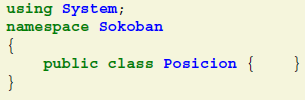 using System;
namespace Sokoban
{
    public class Posicion {    }
}